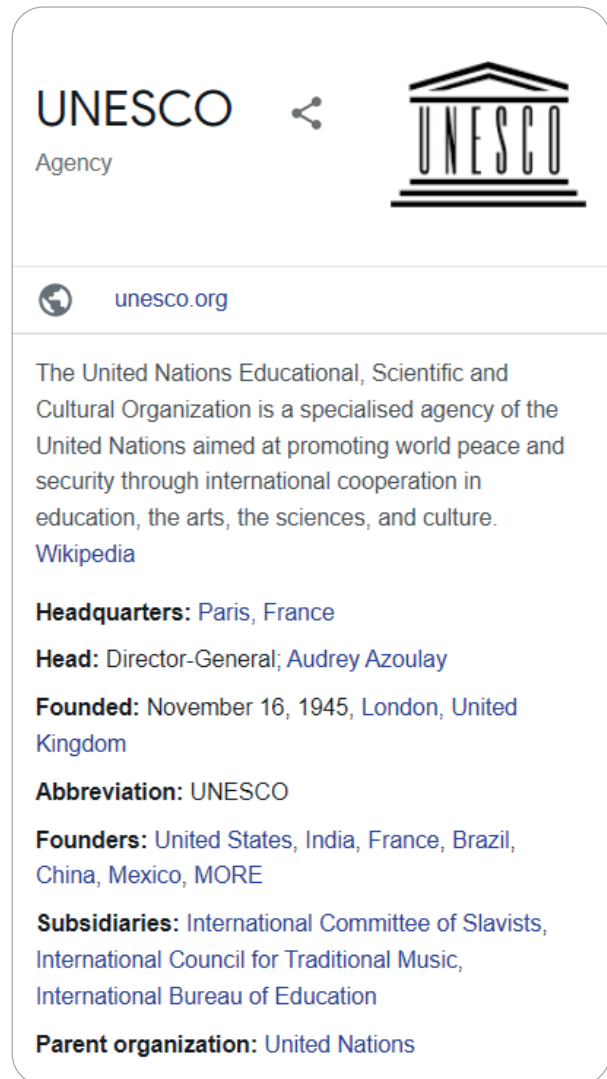 UNESCO
UNESCO
Agency
unesco.org
The United Nations Educational, Scientific and
Cultural Organization is a specialised agency of the
United Nations aimed at promoting world peace and
security through international cooperation in
education, the arts, the sciences, and culture.
Wikipedia
Headquarters: Paris, France
Head: Director-General; Audrey Azoulay
Founded: November 16, 1945, London, United
Kingdom
Abbreviation: UNESCO
Founders: United States, India, France, Brazil,
China, Mexico, MORE
Subsidiaries: International Committee of Slavists,
International Council for Traditional Music,
International Bureau of Education
Parent organization: United Nations